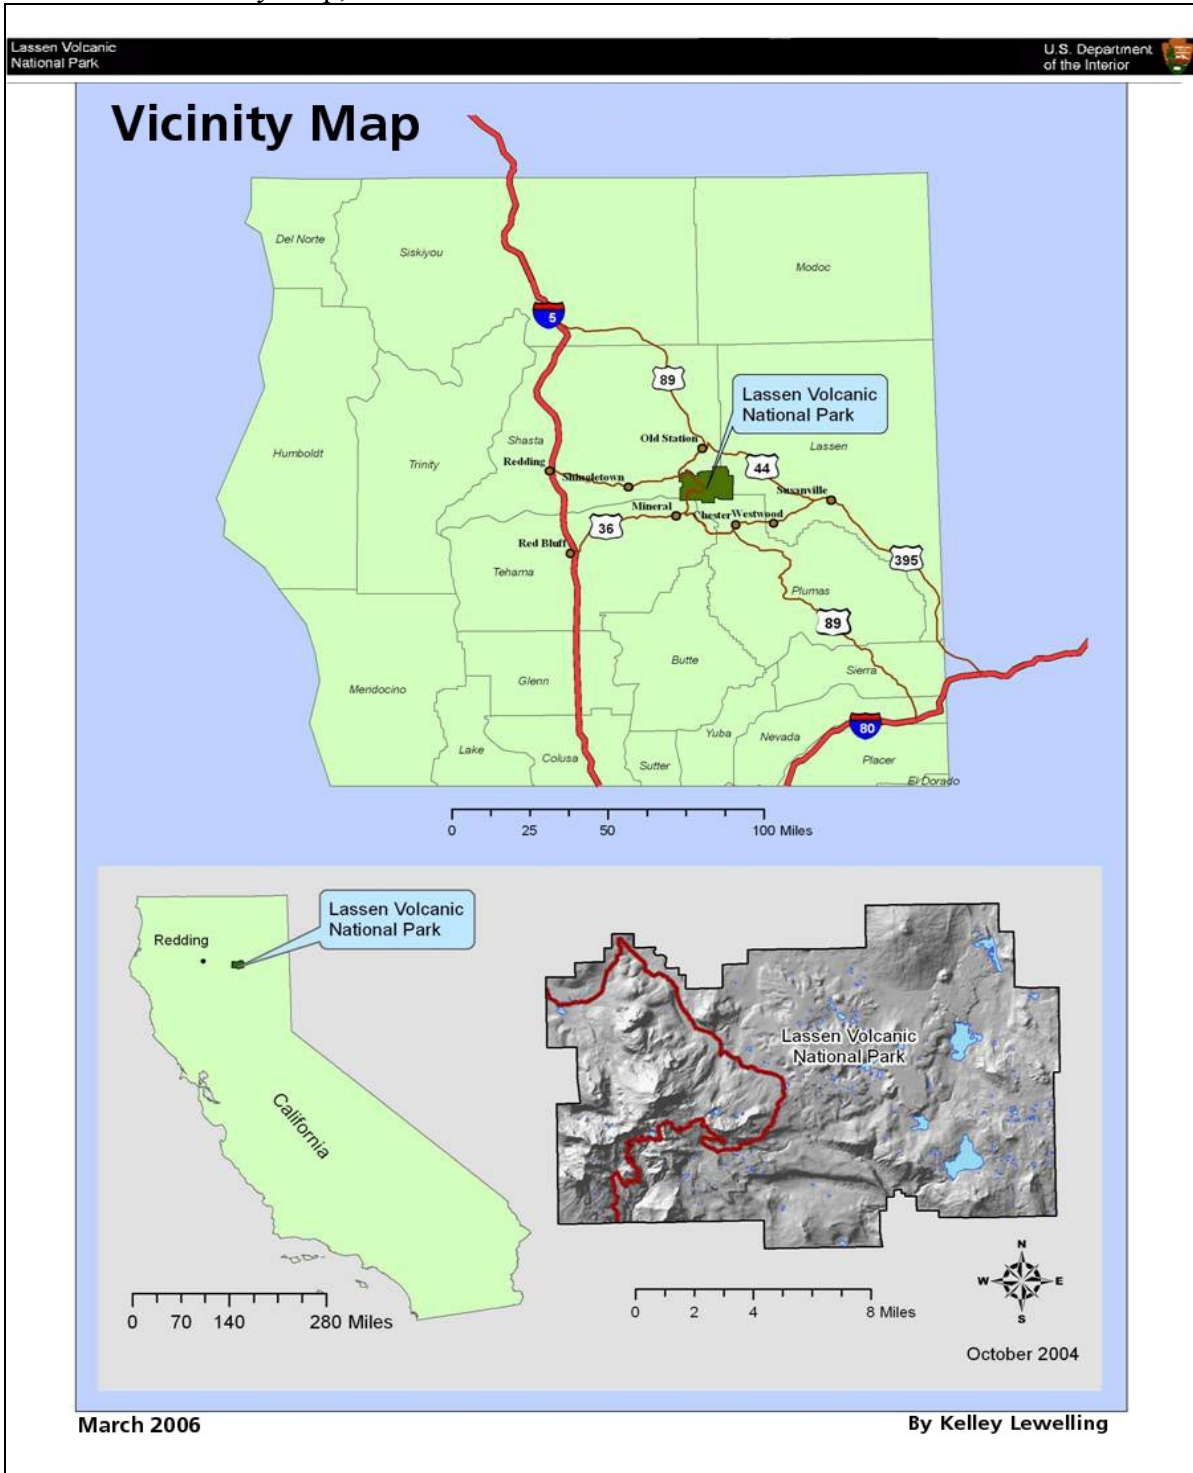 Lassen Volcanic
National Park
U.S. Department
of the Interior
Vicinity Map
Del Norte
Siskiyou
Modoc
5
89
Lassen Volcanic
National Park
Humboldt
Trinity
Shasta
Old Station
Lassen
Redding
Shingletown
44
Susanville
Mineral
Chester
Westwood
36
Red Bluff
Tehama
395
Plumas
89
Butte
Sierra
Mendocino
Glenn
Lake
Colusa
Sutter
Yuba
Nevada
80
Placer
El Dorado
0 25 50 100 Miles
Redding
Lassen Volcanic
National Park
California
0 70 140 280 Miles
Lassen Volcanic
National Park
N
W E
S
0 2 4 8 Miles
October 2004
March 2006
By Kelley Lewelling